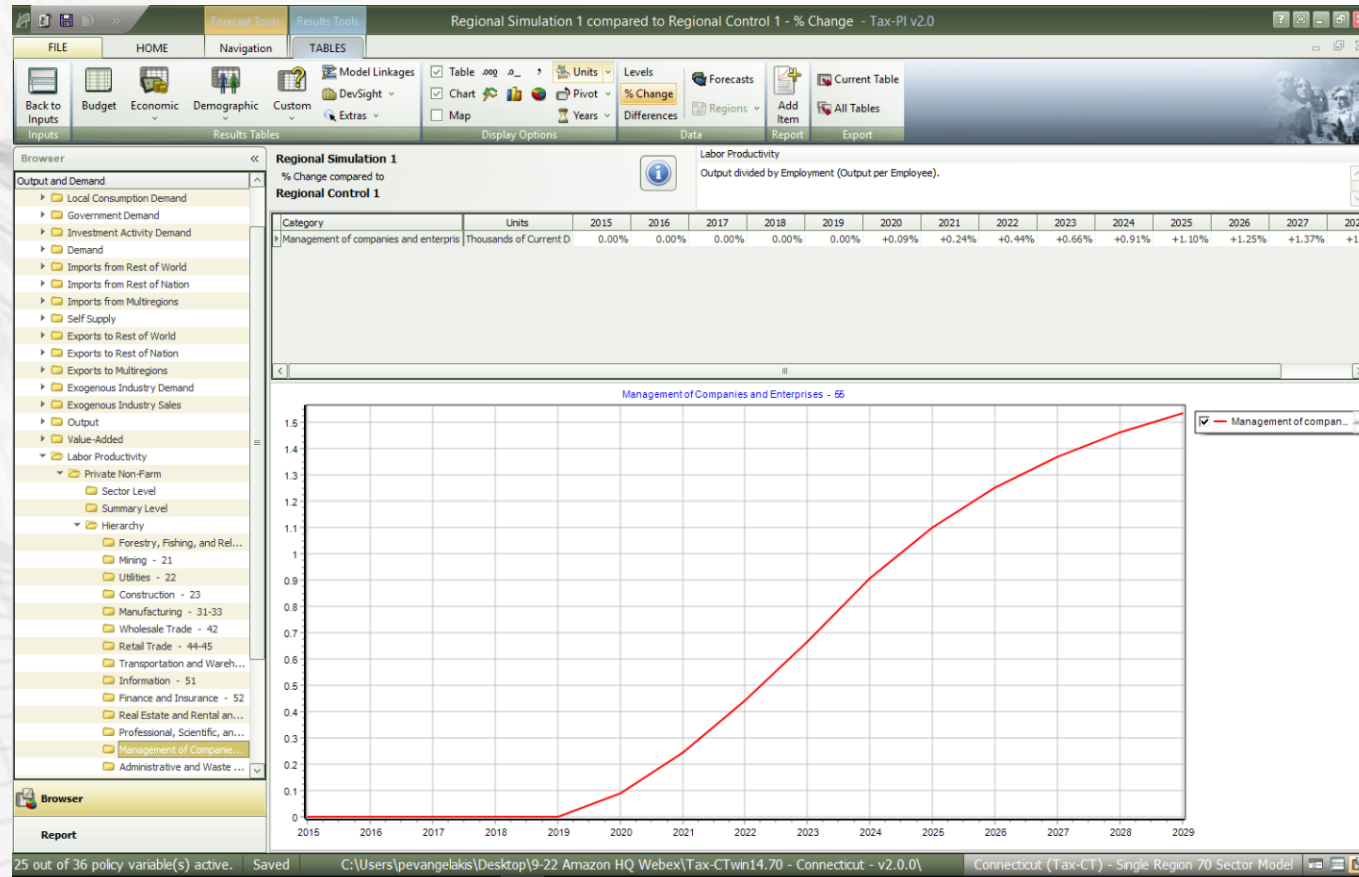 Forecast Tools
Results Tools
Regional Simulation 1 compared to Regional Control 1 - % Change - Tax-PI v2.0
FILE
HOME
Navigation
TABLES
Back to Inputs
Budget
Economic
Demographic
Custom
Model Linkages
DevSight
Extras
Table
Chart
Map
Units
Pivot
Years
Levels
% Change
Differences
Forecasts
Regions
Add Item
Current Table
All Tables
Inputs
Results Tables
Display Options
Data
Report
Export
Browser
Output and Demand
Local Consumption Demand
Government Demand
Investment Activity Demand
Demand
Imports from Rest of World
Imports from Rest of Nation
Imports from Multiregions
Self Supply
Exports to Rest of World
Exports to Rest of Nation
Exports to Multiregions
Exogenous Industry Demand
Exogenous Industry Sales
Output
Value-Added
Labor Productivity
Private Non-Farm
Sector Level
Summary Level
Hierarchy
Forestry, Fishing, and Rel...
Mining - 21
Utilities - 22
Construction - 23
Manufacturing - 31-33
Wholesale Trade - 42
Retail Trade - 44-45
Transportation and Wareh...
Information - 51
Finance and Insurance - 52
Real Estate and Rental an...
Professional, Scientific, an...
Management of Companie...
Administrative and Waste ...
Browser
Report
Regional Simulation 1
% Change compared to
Regional Control 1
Labor Productivity
Output divided by Employment (Output per Employee).
Category Units 2015 2016 2017 2018 2019 2020 2021 2022 2023 2024 2025 2026 2027 202
Management of companies and enterpris Thousands of Current D 0.00% 0.00% 0.00% 0.00% 0.00% +0.09% +0.24% +0.44% +0.66% +0.91% +1.10% +1.25% +1.37% +1
Management of Companies and Enterprises - 55
Management of compan...
1.5
1.4
1.3
1.2
1.1
1
0.9
0.8
0.7
0.6
0.5
0.4
0.3
0.2
0.1
0
2015 2016 2017 2018 2019 2020 2021 2022 2023 2024 2025 2026 2027 2028 2029
25 out of 36 policy variable(s) active. Saved C:\Users\pevangelakis\Desktop\9-22 Amazon HQ Webex\Tax-CTwin14.70 - Connecticut - v2.0.0\ Connecticut (Tax-CT) - Single Region 70 Sector Model